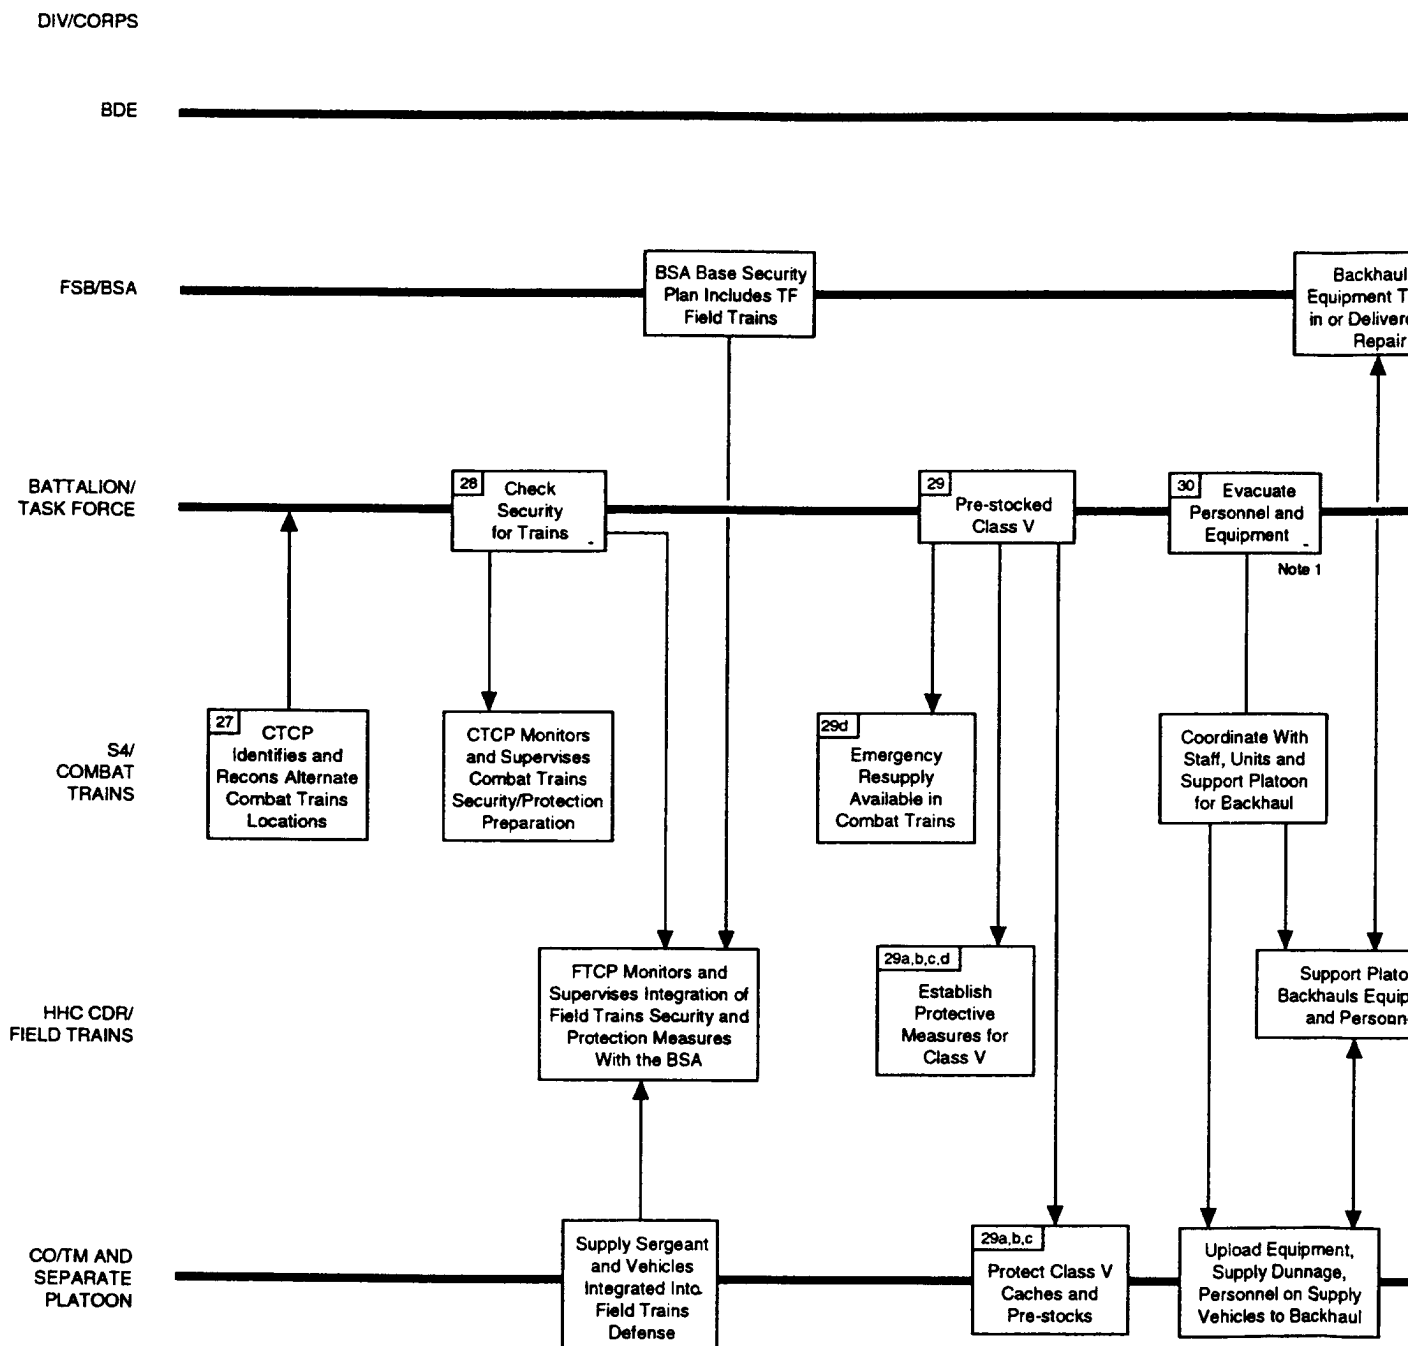 DIV/CORPS
BDE
FSB/BSA
BSA Base Security
Plan Includes TF
Field Trains
Backhaul
Equipment T
in or Deliver
Repair
BATTALION/
TASK FORCE
28
Check
Security
for Trains
29
Pre-stocked
Class V
30
Evacuate
Personnel and
Equipment
Note 1
S4/
COMBAT
TRAINS
27
CTCP
Identifies and
Recons Alternate
Combat Trains
Locations
CTCP Monitors
and Supervises
Combat Trains
Security/Protection
Preparation
29d
Emergency
Resupply
Available in
Combat Trains
Coordinate With
Staff, Units and
Support Platoon
for Backhaul
HHC CDR/
FIELD TRAINS
FTCP Monitors and
Supervises Integration of
Field Trains Security and
Protection Measures
With the BSA
29a,b,c,d
Establish
Protective
Measures for
Class V
Support Plato
Backhauls Equip
and Person
CO/TM AND
SEPARATE
PLATOON
Supply Sergeant
and Vehicles
Integrated Into
Field Trains
Defense
29a,b,c
Protect Class V
Caches and
Pre-stocks
Upload Equipment,
Supply Dunnage,
Personnel on Supply
Vehicles to Backhaul